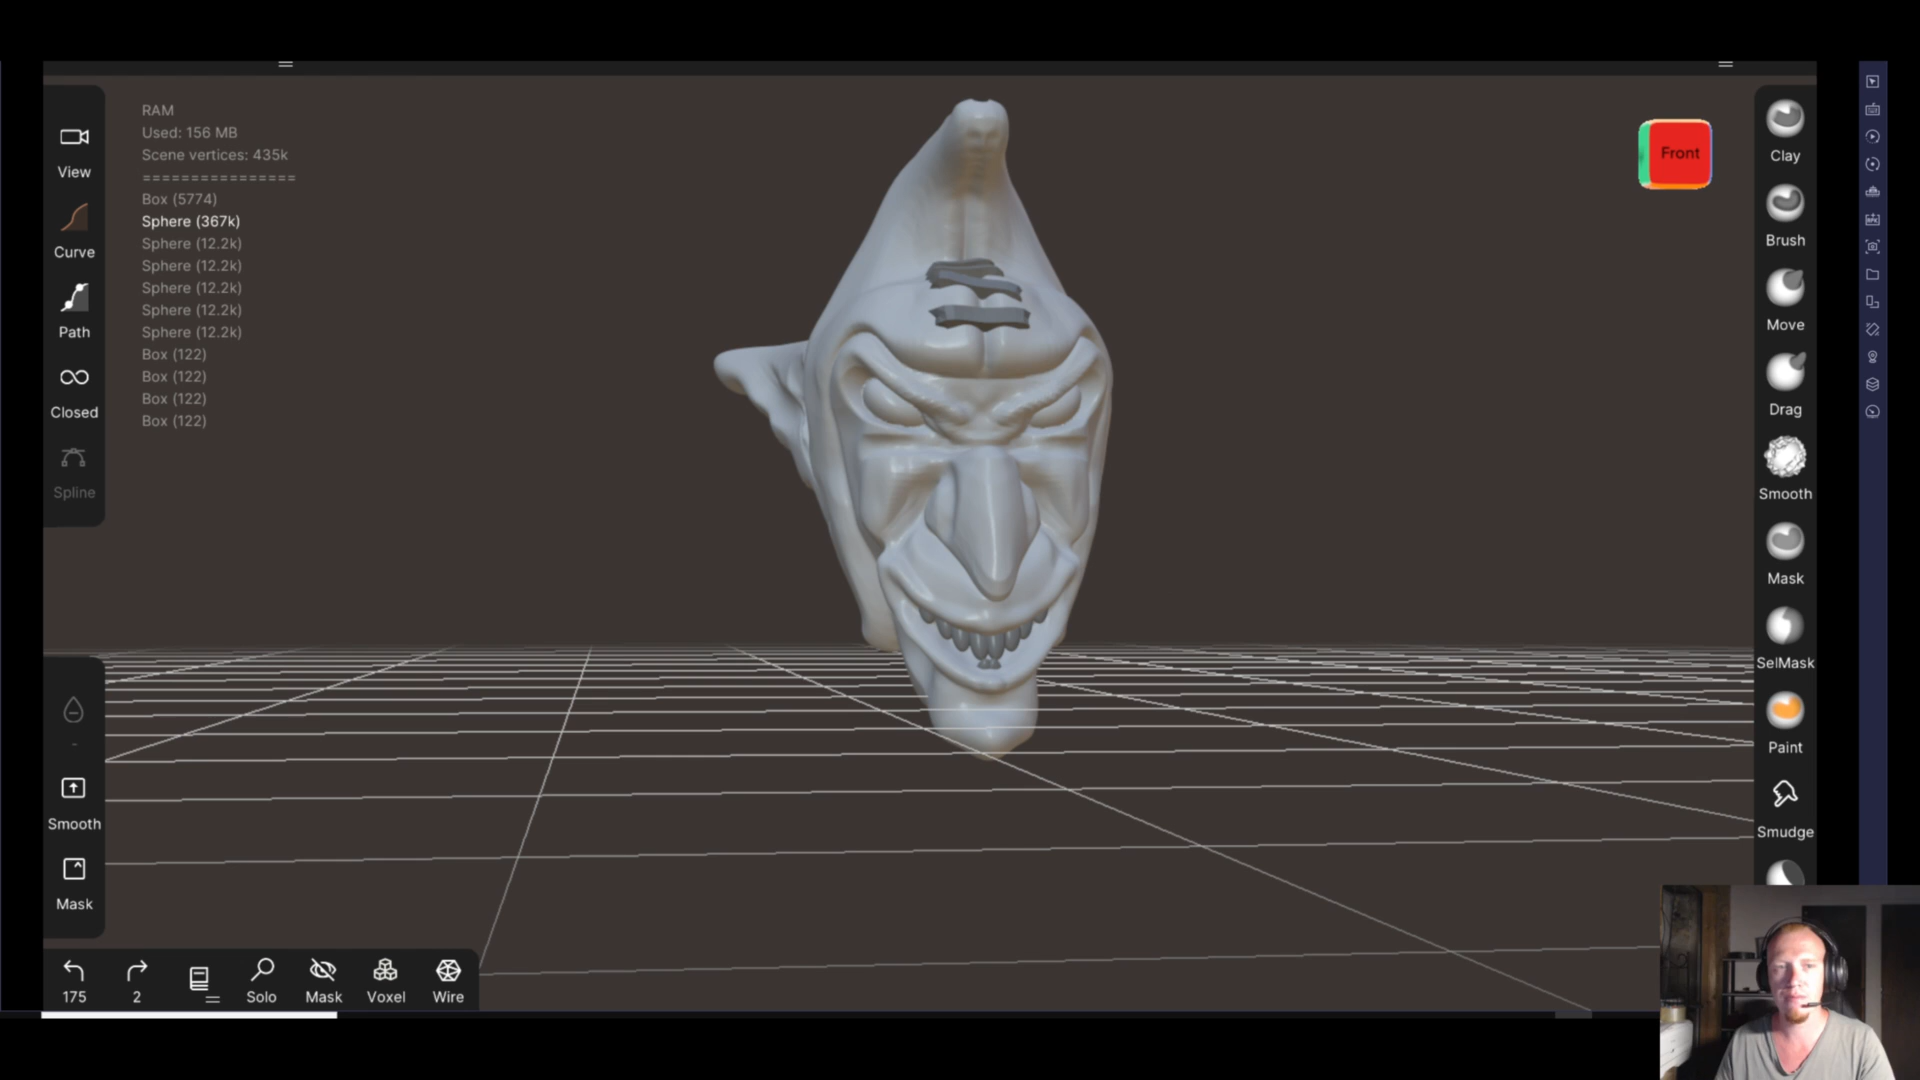 RAM
Used: 156 MB
Scene vertices: 435k
================
Box (5774)
Sphere (367k)
Sphere (12.2k)
Sphere (12.2k)
Sphere (12.2k)
Sphere (12.2k)
Sphere (12.2k)
Box (122)
Box (122)
Box (122)
Box (122)
View
Curve
Path
Closed
Spline
-
Smooth
Mask
175
2
Solo
Mask
Voxel
Wire
Front
Clay
Brush
Move
Drag
Smooth
Mask
SelMask
Paint
Smudge